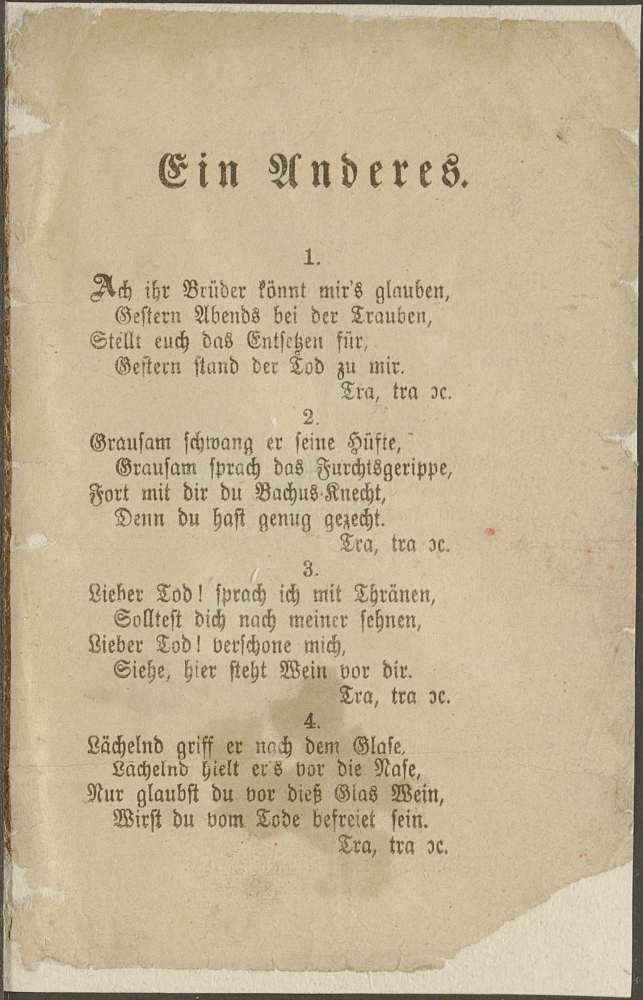 Ein Anderes.
1.
Ach ihr Brüder könnt mir's glauben,
Gestern Abends bei der Trauben,
Stellt euch das Entsetzen für,
Gestern stand der Tod zu mir.
Tra, tra ꝛc.
2.
Grausam schwang er seine Hüfte,
Grausam sprach das Furchtsgerippe,
Fort mit dir du Bachus-Knecht,
Denn du hast genug gezecht.
Tra, tra ꝛc.
3.
Lieber Tod! sprach ich mit Thränen,
Solltest dich nach meiner sehnen,
Lieber Tod! verschone mich,
Siehe, hier steht Wein vor dir.
Tra, tra ꝛc.
4.
Lächelnd griff er nach dem Glase,
Lächelnd hielt er's vor die Nase,
Nur glaubst du vor dieß Glas Wein,
Wirst du vom Tode befreiet sein.
Tra, tra ꝛc.